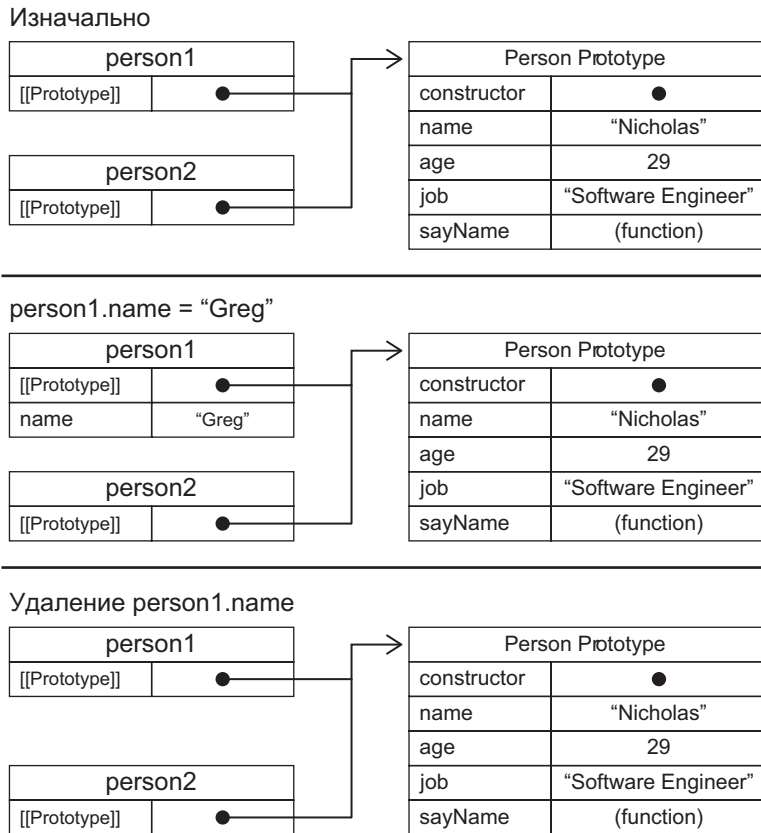 Изначально
person1
[[Prototype]]
person2
[[Prototype]]
Person Prototype
constructor
name “Nicholas”
age 29
job “Software Engineer”
sayName (function)
person1.name = “Greg”
person1
[[Prototype]]
name “Greg”
person2
[[Prototype]]
Person Prototype
constructor
name “Nicholas”
age 29
job “Software Engineer”
sayName (function)
Удаление person1.name
person1
[[Prototype]]
person2
[[Prototype]]
Person Prototype
constructor
name “Nicholas”
age 29
job “Software Engineer”
sayName (function)